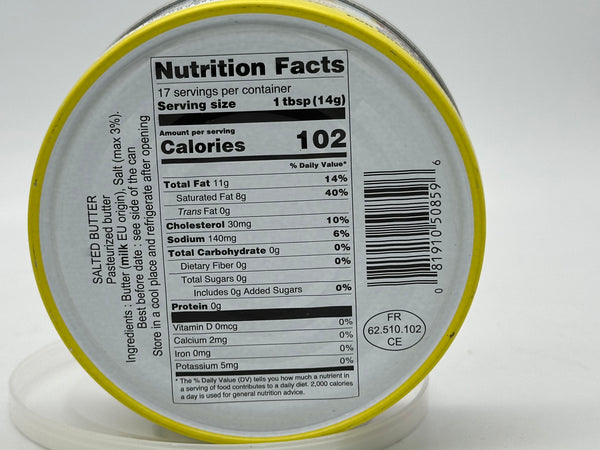 SALTED BUTTER
Pasteurized butter
Ingredients : Butter (milk EU origin), Salt (max 3%).
Best before date : see side of the can
Store in a cool place and refrigerate after opening
Nutrition Facts
17 servings per container
Serving size 1 tbsp (14g)
Amount per serving
Calories 102
% Daily Value*
Total Fat 11g 14%
Saturated Fat 8g 40%
Trans Fat 0g
Cholesterol 30mg 10%
Sodium 140mg 6%
Total Carbohydrate 0g 0%
Dietary Fiber 0g 0%
Total Sugars 0g
Includes 0g Added Sugars 0%
Protein 0g
Vitamin D 0mcg 0%
Calcium 2mg 0%
Iron 0mg 0%
Potassium 5mg 0%
* The % Daily Value (DV) tells you how much a nutrient in
a serving of food contributes to a daily diet. 2,000 calories
a day is used for general nutrition advice.
0 81910 50859 6
FR
62.510.102
CE